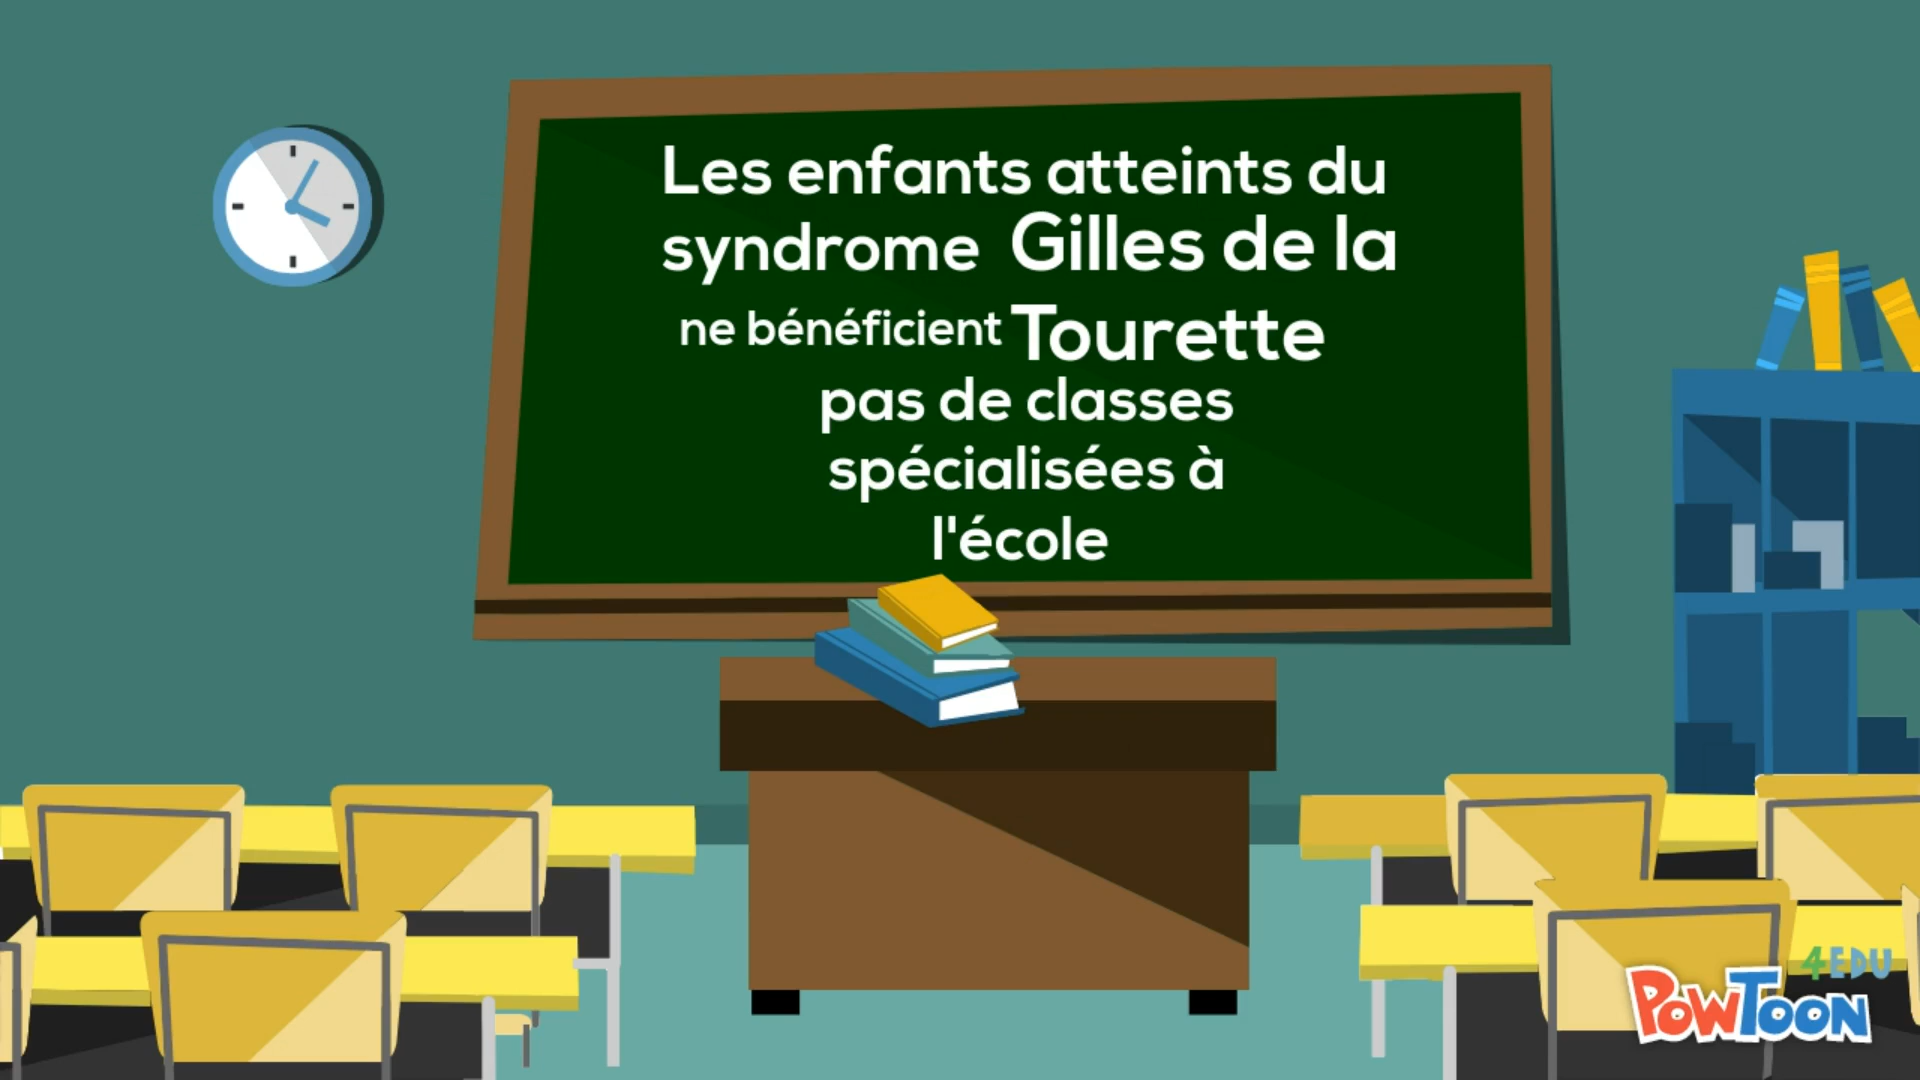 Les enfants atteints du
syndrome Gilles de la
ne bénéficient Tourette
pas de classes
spécialisées à
l'école
4EDU
POWTOON